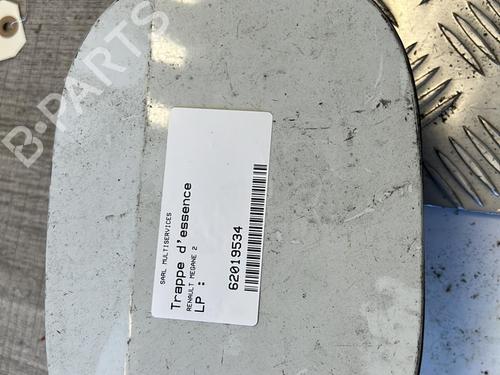 SARL MULTISERVICES
Trappe d'essence
RENAULT MEGANE 2
LP :
62019534
B-PARTS